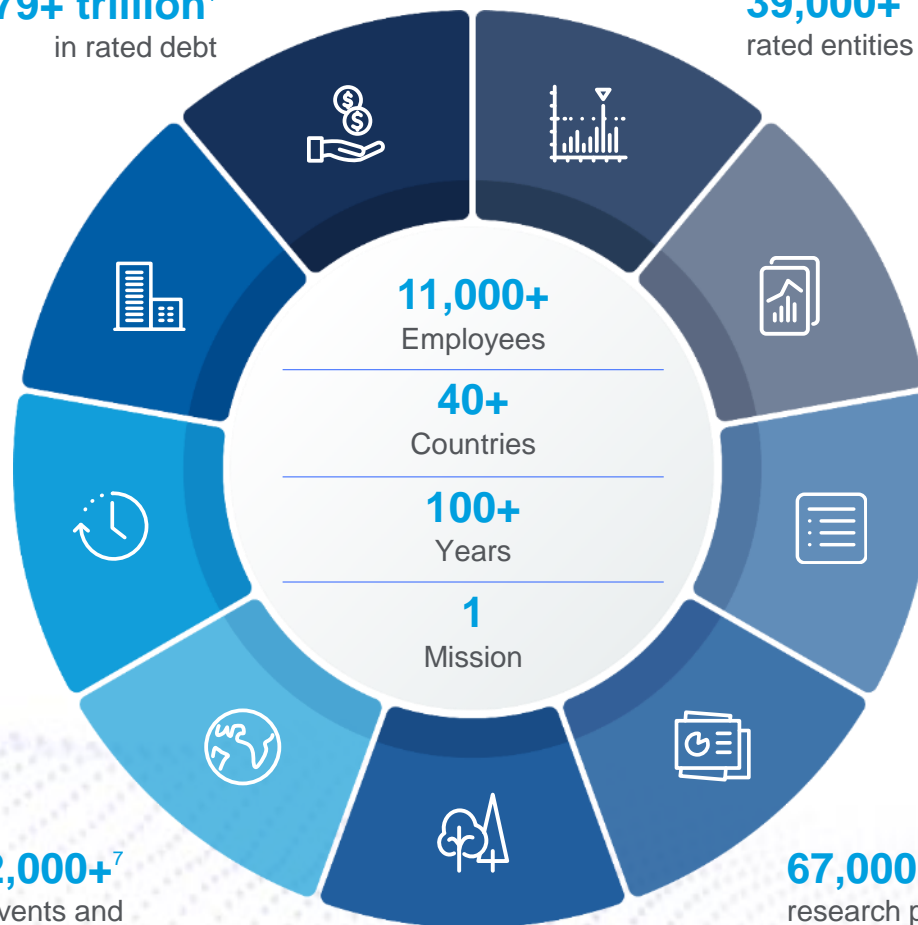 79+ trillion
in rated debt
39,000+
rated entities
11,000+
Employees
40+
Countries
100+
Years
1
Mission
2,000+⁷
vents and
67,000
research p